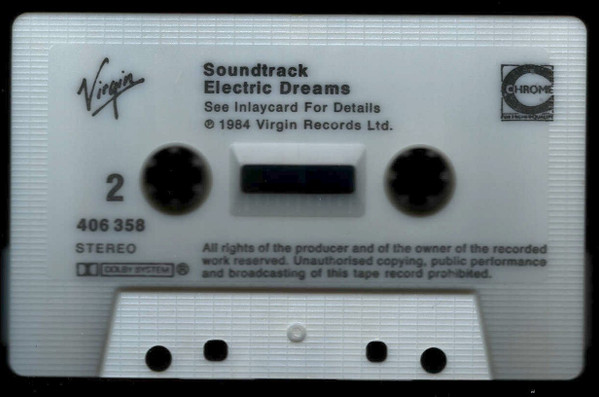 Virgin
Soundtrack
Electric Dreams
See Inlaycard For Details
℗ 1984 Virgin Records Ltd.
CHROME
2
406 358
STEREO
DOLBY SYSTEM ®
All rights of the producer and of the owner of the recorded
work reserved. Unauthorised copying, public performance
and broadcasting of this tape record prohibited.